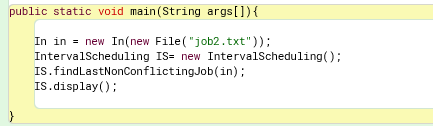 public static void main(String args[]){
In in = new In(new File("job2.txt"));
IntervalScheduling IS= new IntervalScheduling();
IS.findLastNonConflictingJob(in);
IS.display();
}